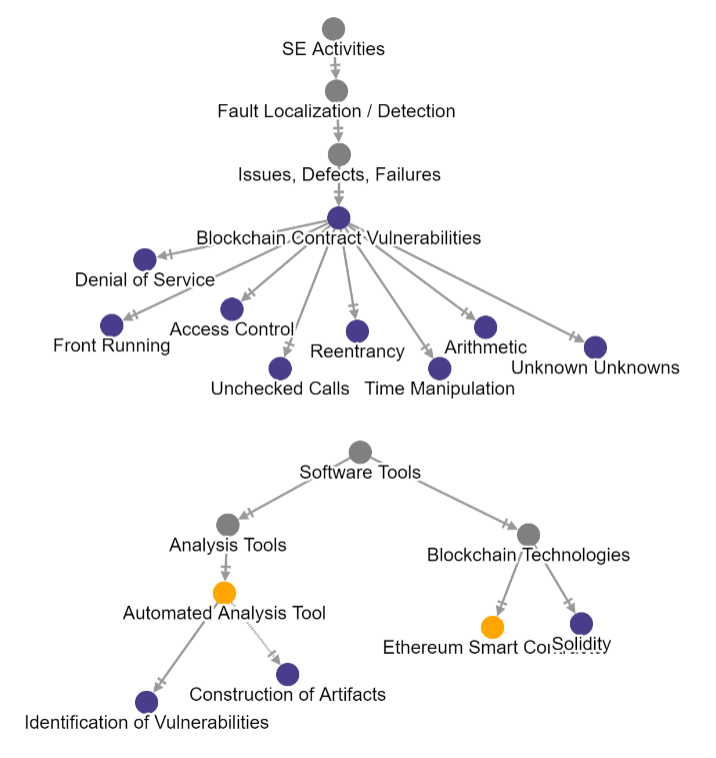 SE Activities
Fault Localization / Detection
Issues, Defects, Failures
Blockchain Contract Vulnerabilities
Denial of Service
Front Running
Access Control
Unchecked Calls
Reentrancy
Time Manipulation
Arithmetic
Unknown Unknowns
Software Tools
Analysis Tools
Blockchain Technologies
Automated Analysis Tool
Ethereum Smart
Solidity
Construction of Artifacts
Identification of Vulnerabilities